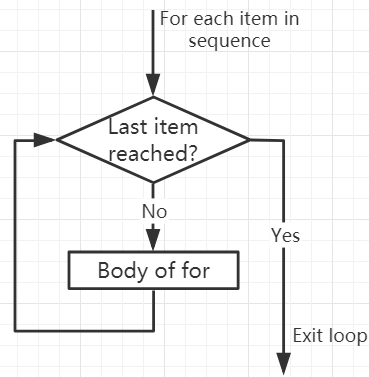 For each item in
sequence
Last item
reached?
No
Yes
Body of for
Exit loop